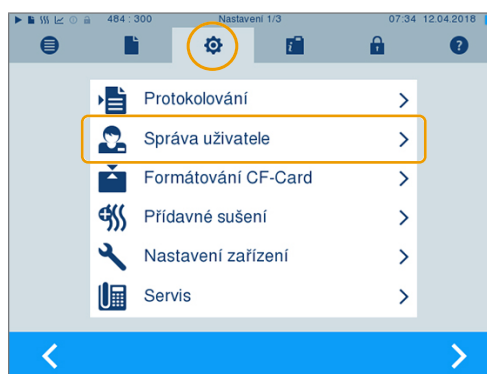 484 : 300 Nastavení 1/3 07:34 12.04.2018
i ?
Protokolování
Správa uživatele
Formátování CF-Card
Přídavné sušení
Nastavení zařízení
Servis